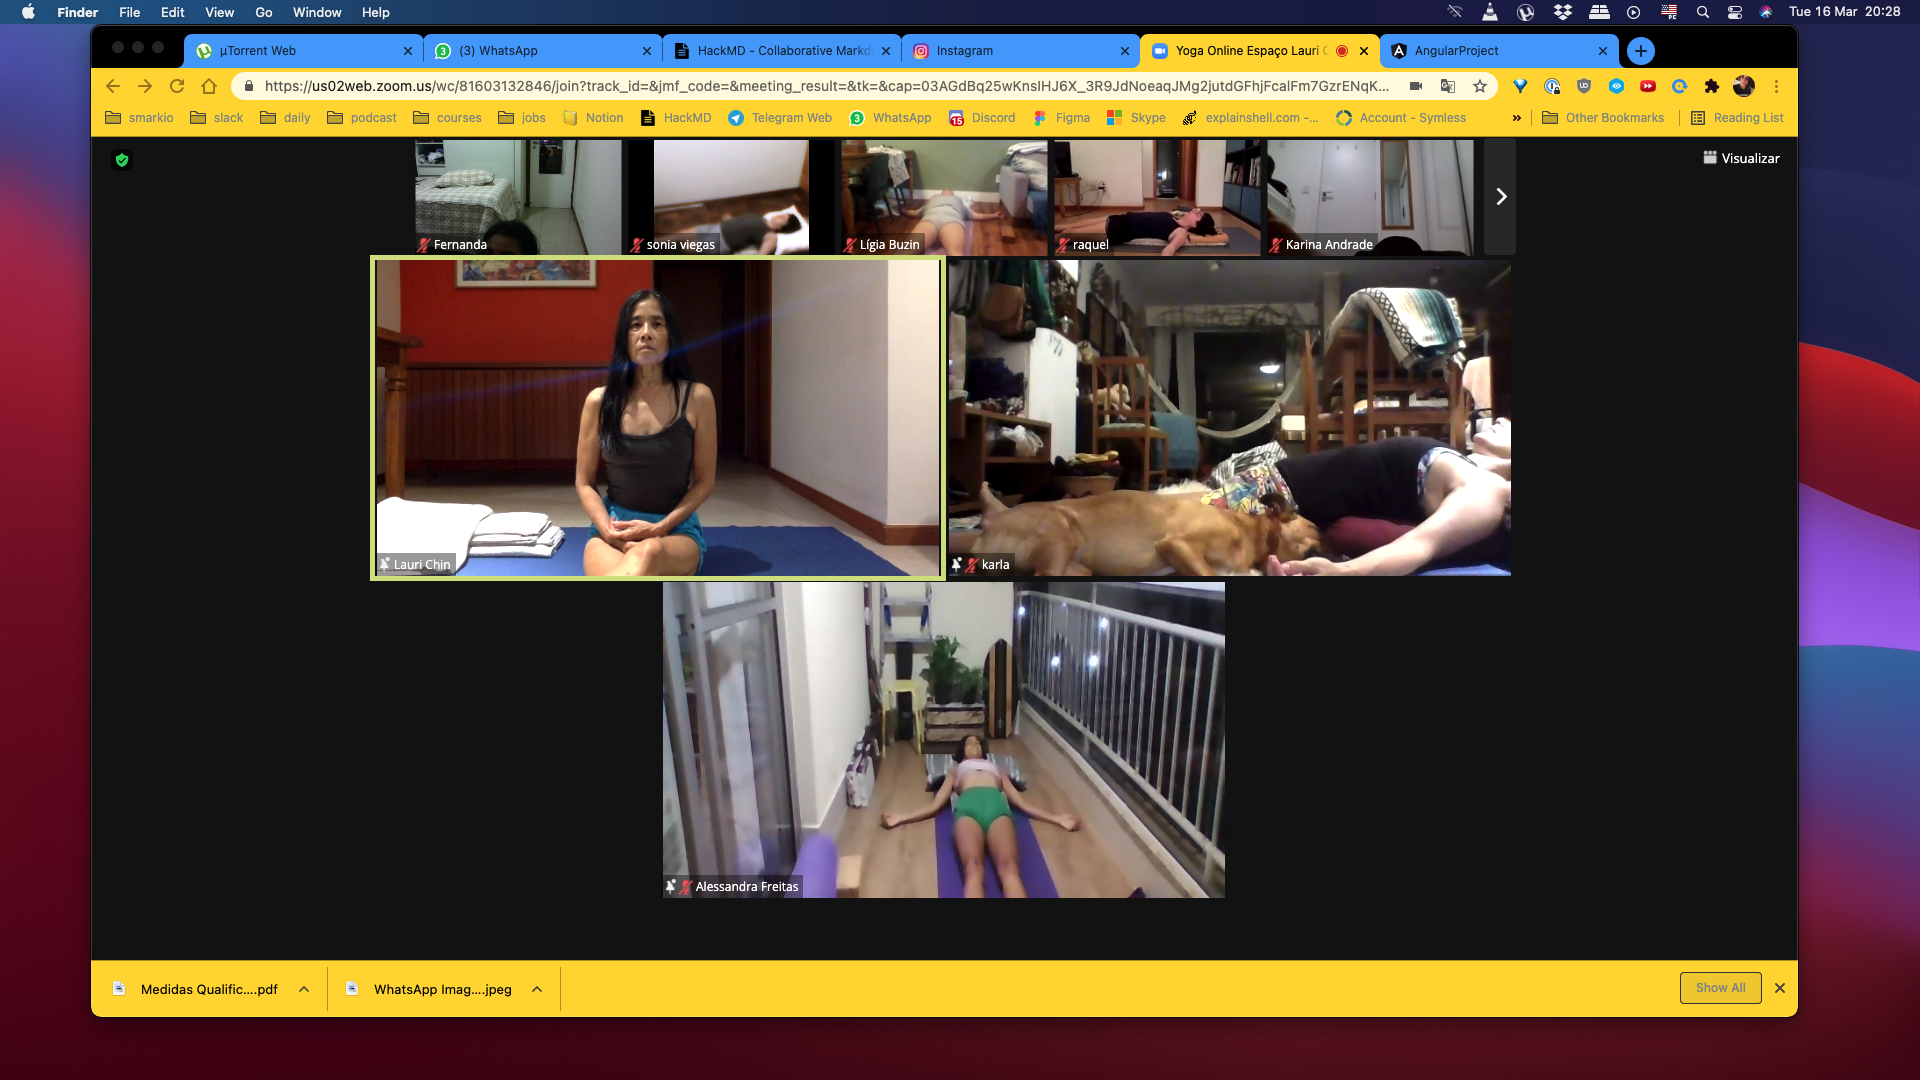 Finder File Edit View Go Window Help Tue 16 Mar 20:28
µTorrent Web (3) WhatsApp HackMD - Collaborative Markd Instagram Yoga Online Espaço Lauri C AngularProject
https://us02web.zoom.us/wc/81603132846/join?track_id=&jmf_code=&meeting_result=&tk=&cap=03AGdBq25wKnsIHJ6X_3R9JdNoeaqJMg2jutdGFhjFcalFm7GzrENqK...
smarkio slack daily podcast courses jobs Notion HackMD Telegram Web 3 WhatsApp 15 Discord Figma Skype explainshell.com -... Account - Symless » Other Bookmarks Reading List
Visualizar
Fernanda sonia viegas Lígia Buzin raquel Karina Andrade
Lauri Chin karla
Alessandra Freitas
Medidas Qualific....pdf WhatsApp Imag....jpeg Show All